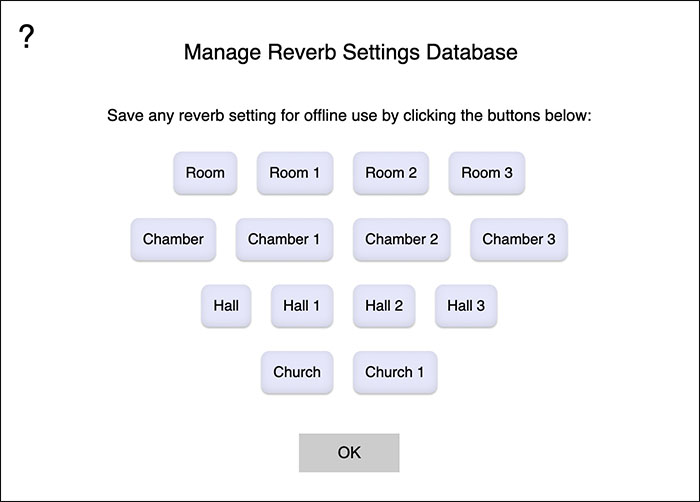 ?
Manage Reverb Settings Database
Save any reverb setting for offline use by clicking the buttons below:
Room Room 1 Room 2 Room 3
Chamber Chamber 1 Chamber 2 Chamber 3
Hall Hall 1 Hall 2 Hall 3
Church Church 1
OK